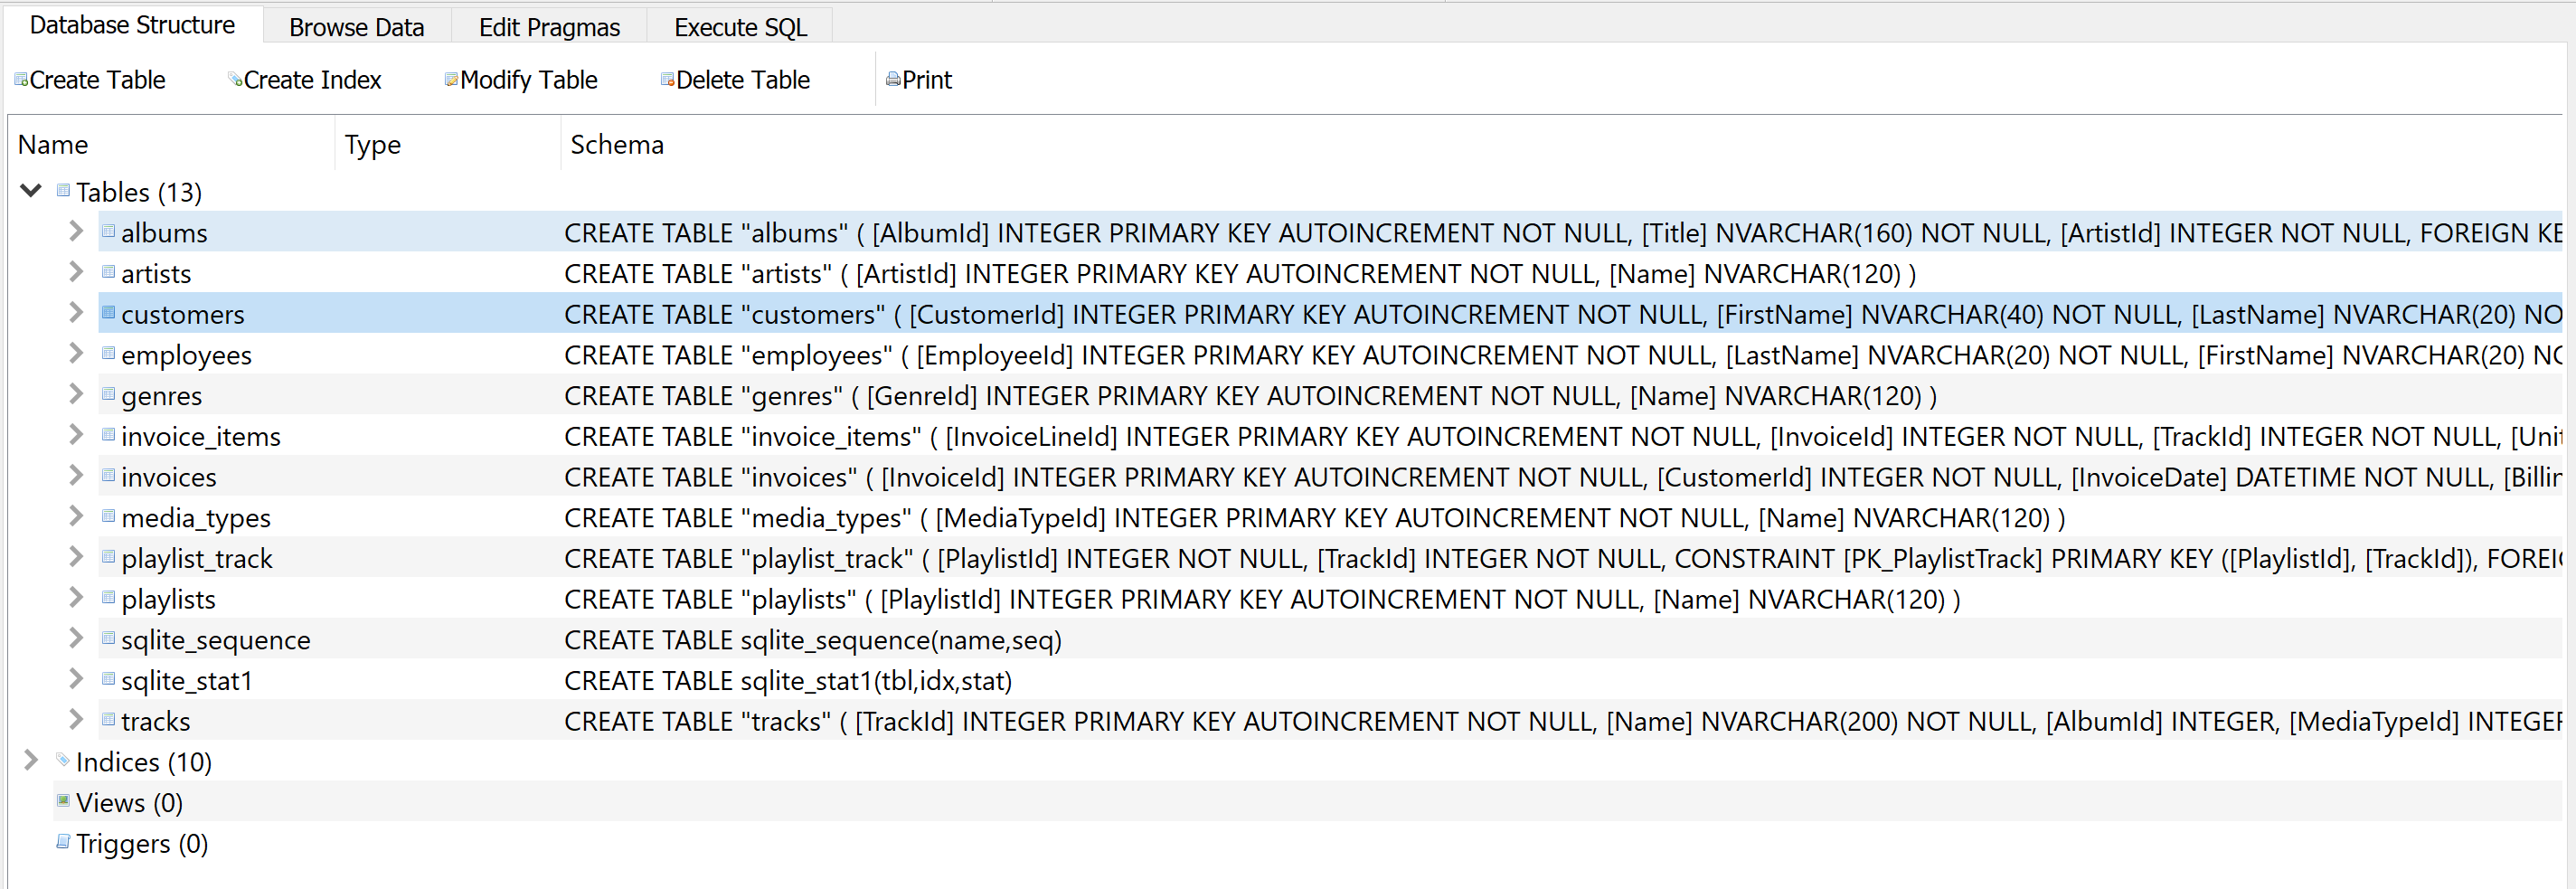 Database Structure Browse Data Edit Pragmas Execute SQL
Create Table Create Index Modify Table Delete Table Print
Name Type Schema
Tables (13)
albums CREATE TABLE "albums" ( [AlbumId] INTEGER PRIMARY KEY AUTOINCREMENT NOT NULL, [Title] NVARCHAR(160) NOT NULL, [ArtistId] INTEGER NOT NULL, FOREIGN KE
artists CREATE TABLE "artists" ( [ArtistId] INTEGER PRIMARY KEY AUTOINCREMENT NOT NULL, [Name] NVARCHAR(120) )
customers CREATE TABLE "customers" ( [CustomerId] INTEGER PRIMARY KEY AUTOINCREMENT NOT NULL, [FirstName] NVARCHAR(40) NOT NULL, [LastName] NVARCHAR(20) NO
employees CREATE TABLE "employees" ( [EmployeeId] INTEGER PRIMARY KEY AUTOINCREMENT NOT NULL, [LastName] NVARCHAR(20) NOT NULL, [FirstName] NVARCHAR(20) NO
genres CREATE TABLE "genres" ( [GenreId] INTEGER PRIMARY KEY AUTOINCREMENT NOT NULL, [Name] NVARCHAR(120) )
invoice_items CREATE TABLE "invoice_items" ( [InvoiceLineId] INTEGER PRIMARY KEY AUTOINCREMENT NOT NULL, [InvoiceId] INTEGER NOT NULL, [TrackId] INTEGER NOT NULL, [Unit
invoices CREATE TABLE "invoices" ( [InvoiceId] INTEGER PRIMARY KEY AUTOINCREMENT NOT NULL, [CustomerId] INTEGER NOT NULL, [InvoiceDate] DATETIME NOT NULL, [Billin
media_types CREATE TABLE "media_types" ( [MediaTypeId] INTEGER PRIMARY KEY AUTOINCREMENT NOT NULL, [Name] NVARCHAR(120) )
playlist_track CREATE TABLE "playlist_track" ( [PlaylistId] INTEGER NOT NULL, [TrackId] INTEGER NOT NULL, CONSTRAINT [PK_PlaylistTrack] PRIMARY KEY ([PlaylistId], [TrackId]), FOREIG
playlists CREATE TABLE "playlists" ( [PlaylistId] INTEGER PRIMARY KEY AUTOINCREMENT NOT NULL, [Name] NVARCHAR(120) )
sqlite_sequence CREATE TABLE sqlite_sequence(name,seq)
sqlite_stat1 CREATE TABLE sqlite_stat1(tbl,idx,stat)
tracks CREATE TABLE "tracks" ( [TrackId] INTEGER PRIMARY KEY AUTOINCREMENT NOT NULL, [Name] NVARCHAR(200) NOT NULL, [AlbumId] INTEGER, [MediaTypeId] INTEGER
Indices (10)
Views (0)
Triggers (0)